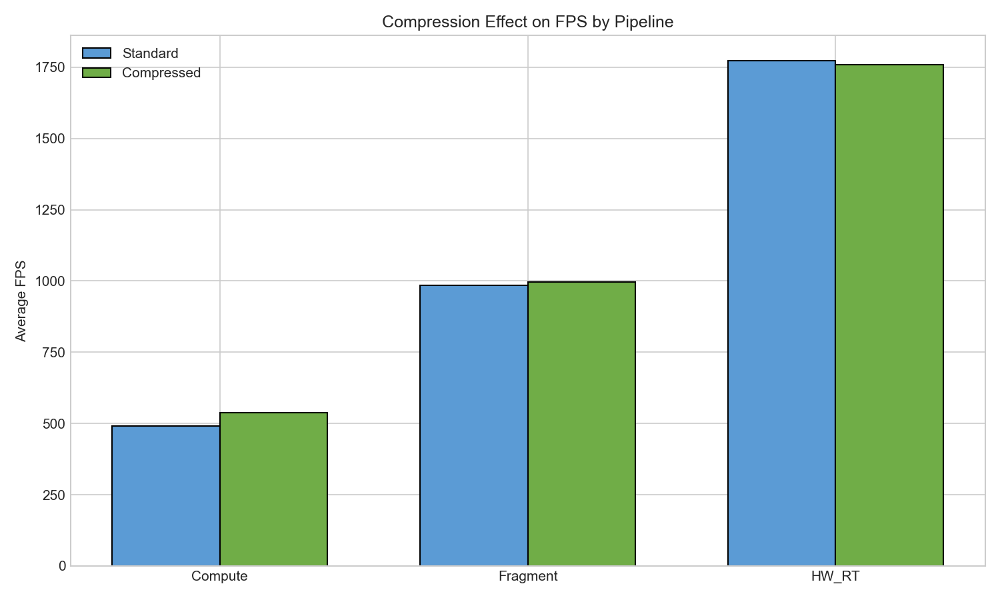 Compression Effect on FPS by Pipeline
Standard
Compressed
Average FPS
1750
1500
1250
1000
750
500
250
0
Compute
Fragment
HW_RT